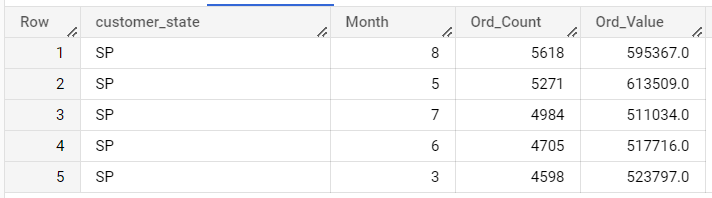 Row customer_state Month Ord_Count Ord_Value
1 SP 8 5618 595367.0
2 SP 5 5271 613509.0
3 SP 7 4984 511034.0
4 SP 6 4705 517716.0
5 SP 3 4598 523797.0